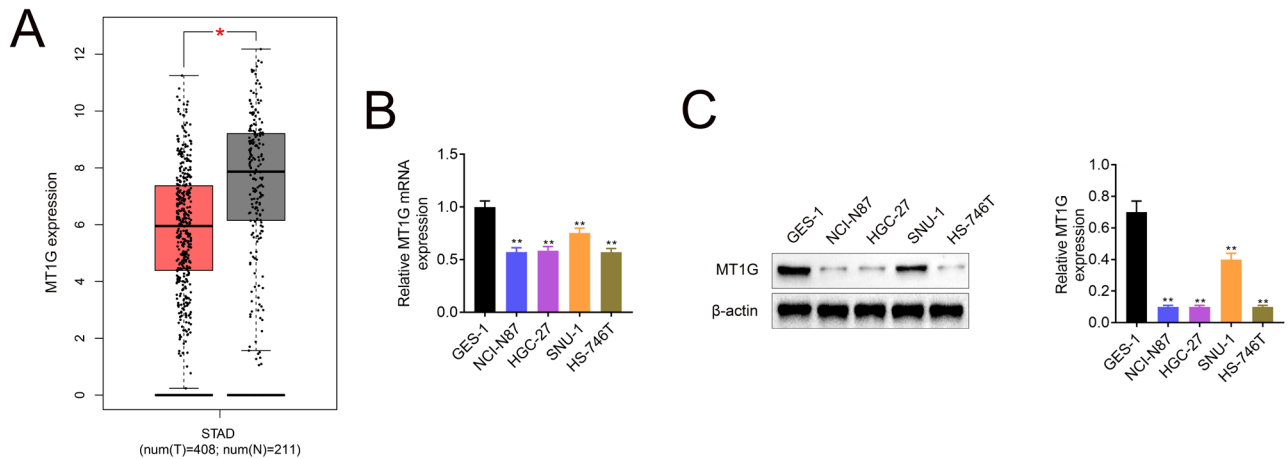 A
*
MT1G expression
12
10
8
6
4
2
0
STAD
(num(T)=408; num(N)=211)
B
Relative MT1G mRNA
expression
1.5
1.0
0.5
0.0
**
**
**
**
GES-1
NCI-N87
HGC-27
SNU-1
HS-746T
C
GES-1
NCI-N87
HGC-27
SNU-1
HS-746T
MT1G
β-actin
Relative MT1G
expression
1.0
0.8
0.6
0.4
0.2
0.0
**
**
**
**
GES-1
NCI-N87
HGC-27
SNU-1
HS-746T